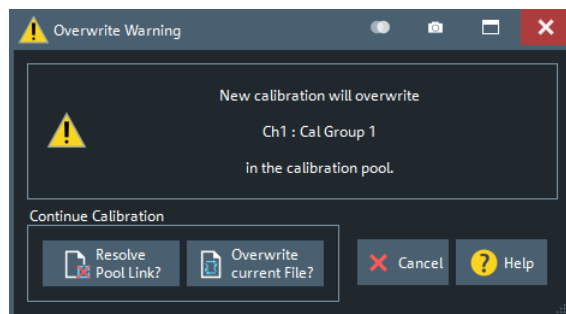 Overwrite Warning
New calibration will overwrite
Ch1 : Cal Group 1
in the calibration pool.
Continue Calibration
Resolve
Pool Link?
Overwrite
current File?
Cancel
? Help